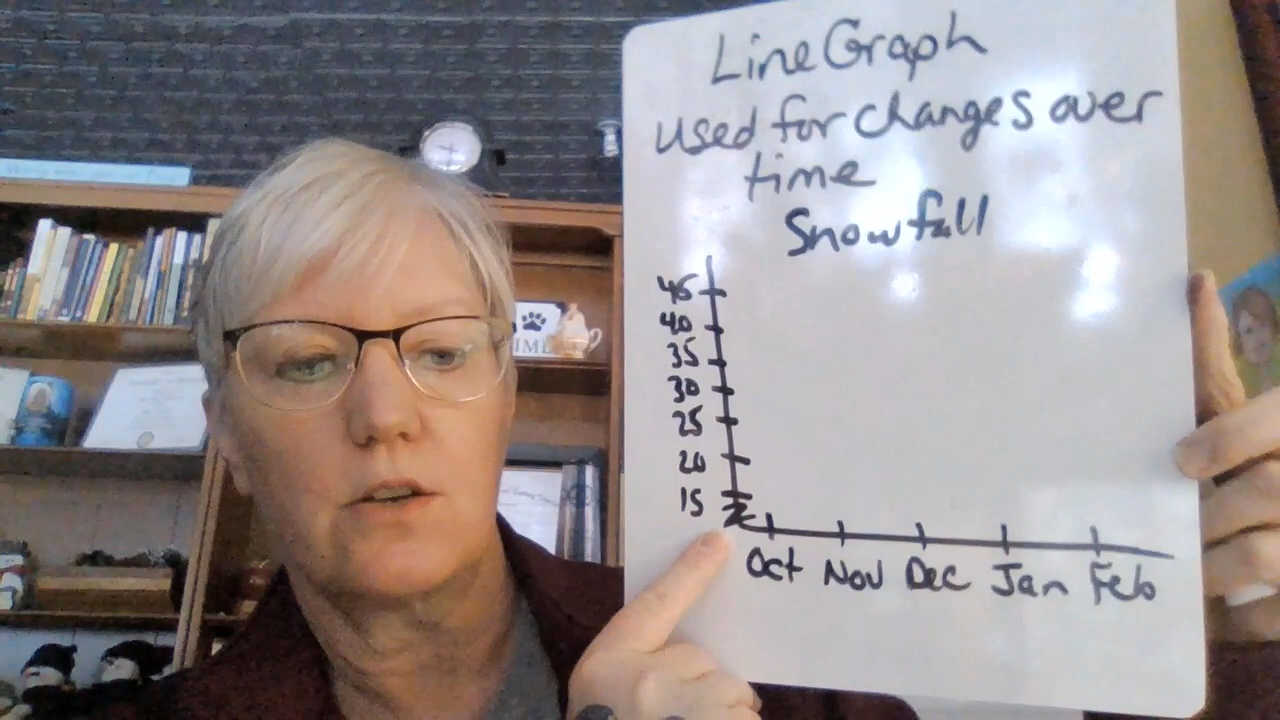 Line Graph
used for changes over
time
Snowfall
45
40
35
30
25
20
15
Oct Nov Dec Jan Feb
IME